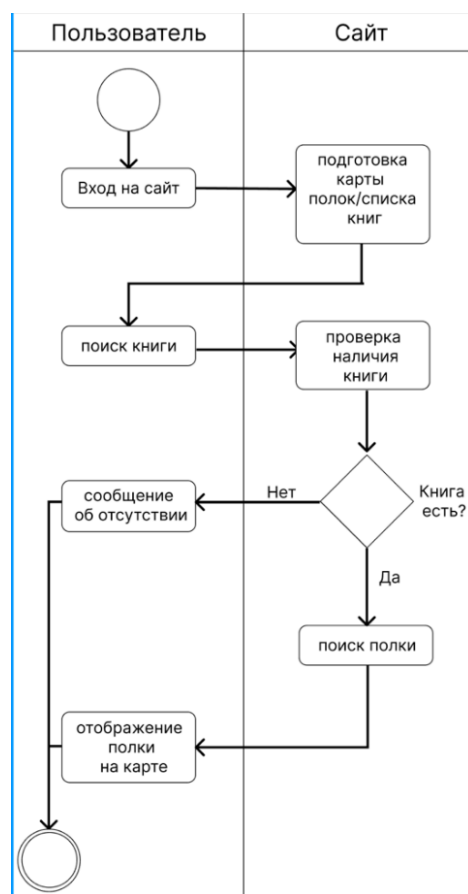 Пользователь
Сайт
Вход на сайт
подготовка
карты
полок/списка
книг
поиск книги
проверка
наличия
книги
сообщение
об отсутствии
Нет
Книга
есть?
Да
поиск полки
отображение
полки
на карте